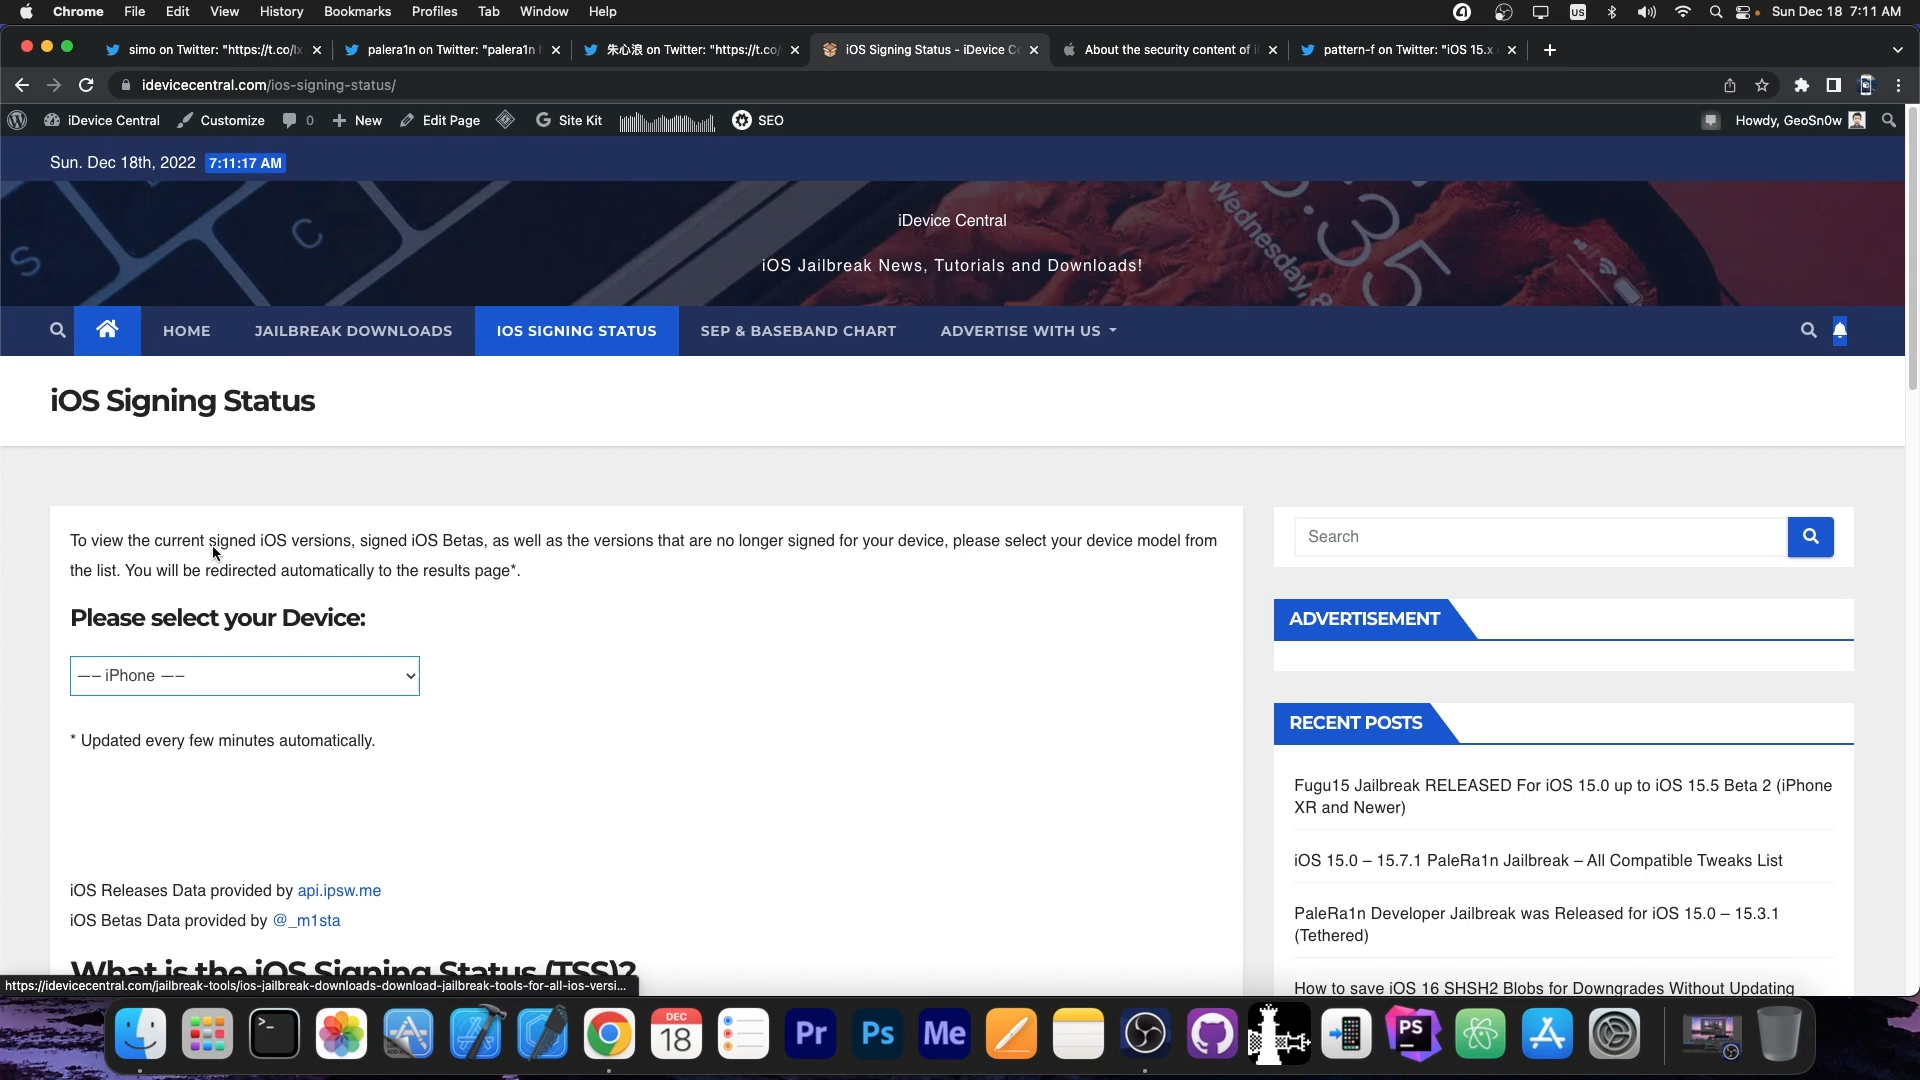 Chrome File Edit View History Bookmarks Profiles Tab Window Help US Sun Dec 18 7:11 AM
simo on Twitter: "https://t.co/lx palera1n on Twitter: "palera1n 朱心浪 on Twitter: "https://t.co/ iOS Signing Status - iDevice Ce About the security content of i pattern-f on Twitter: "iOS 15.x
idevicecentral.com/ios-signing-status/
iDevice Central Customize 0 New Edit Page Site Kit SEO Howdy, GeoSn0w
Sun. Dec 18th, 2022 7:11:17 AM
iDevice Central
iOS Jailbreak News, Tutorials and Downloads!
HOME JAILBREAK DOWNLOADS IOS SIGNING STATUS SEP & BASEBAND CHART ADVERTISE WITH US
iOS Signing Status
To view the current signed iOS versions, signed iOS Betas, as well as the versions that are no longer signed for your device, please select your device model from
the list. You will be redirected automatically to the results page*.
Please select your Device:
—– iPhone —–
* Updated every few minutes automatically.
iOS Releases Data provided by api.ipsw.me
iOS Betas Data provided by @_m1sta
What is the iOS Signing Status (TSS)?
Search
ADVERTISEMENT
RECENT POSTS
Fugu15 Jailbreak RELEASED For iOS 15.0 up to iOS 15.5 Beta 2 (iPhone
XR and Newer)
iOS 15.0 – 15.7.1 PaleRa1n Jailbreak – All Compatible Tweaks List
PaleRa1n Developer Jailbreak was Released for iOS 15.0 – 15.3.1
(Tethered)
How to save iOS 16 SHSH2 Blobs for Downgrades Without Updating
https://idevicecentral.com/jailbreak-tools/ios-jailbreak-downloads-download-jailbreak-tools-for-all-ios-versi...
DEC
18
Pr Ps Me PS